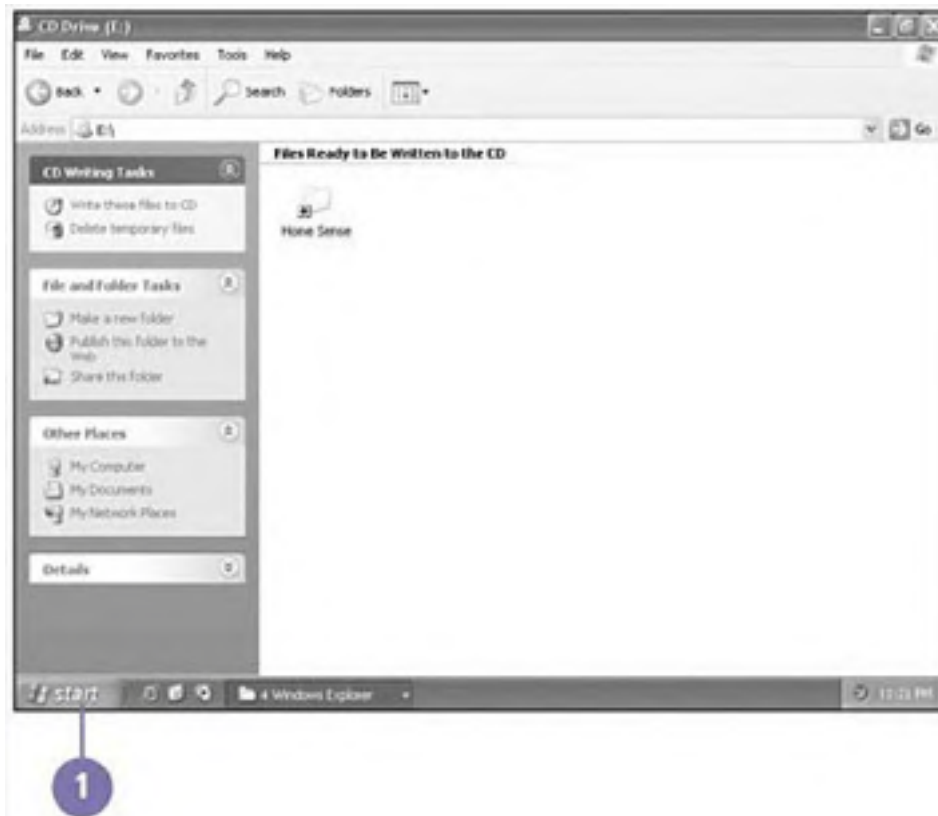 CD Drive (E:)
File Edit View Favorites Tools Help
Back Search Folders
Address E:\ Go
Files Ready to Be Written to the CD
CD Writing Tasks
Write these files to CD
Delete temporary files
Home Sense
File and Folder Tasks
Make a new folder
Publish this folder to the
Web
Share this folder
Other Places
My Computer
My Documents
My Network Places
Details
start 4 Windows Explorer
1